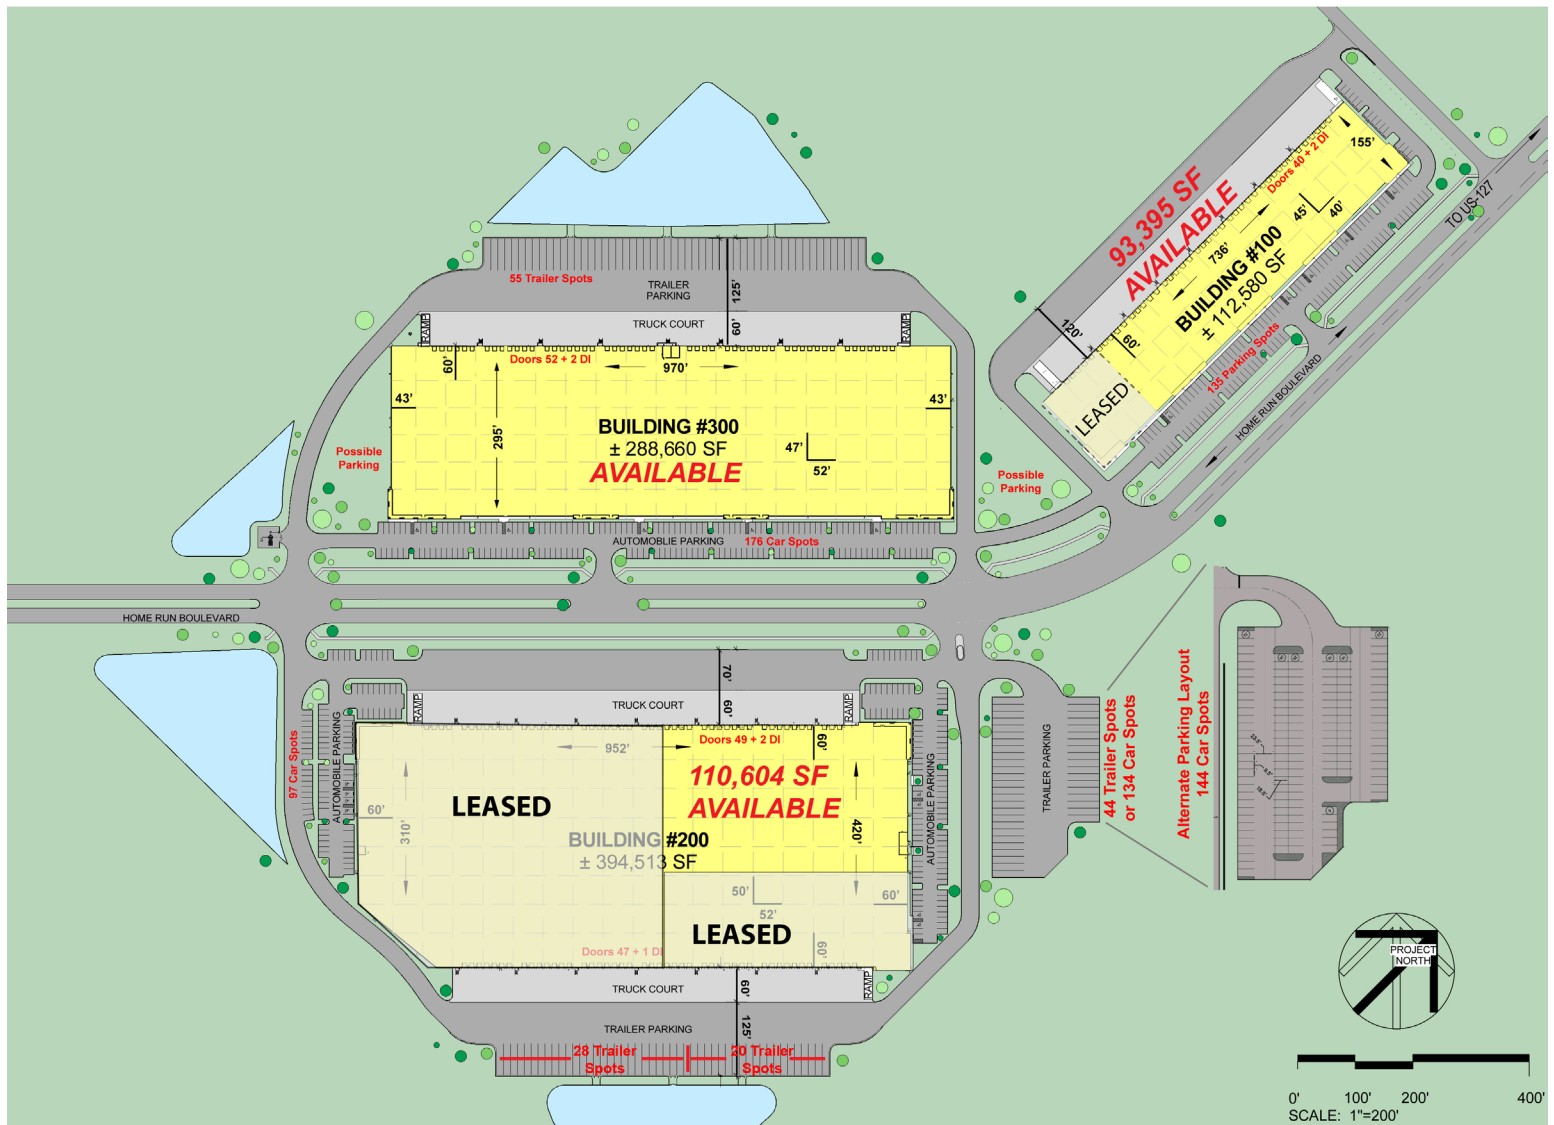 55 Trailer Spots
TRAILER
PARKING
125'
RAMP
TRUCK COURT
60'
RAMP
Doors 52 + 2 DI
60'
970'
43'
43'
295'
BUILDING #300
± 288,660 SF
AVAILABLE
47'
52'
Possible
Parking
AUTOMOBLIE PARKING
176 Car Spots
93,395 SF
AVAILABLE
Doors 40 + 2 DI
155'
45'
40'
736'
BUILDING #100
± 112,580 SF
120'
60'
LEASED
135 Parking Spots
TO US-127
HOME RUN BOULEVARD
Possible
Parking
HOME RUN BOULEVARD
70'
RAMP
TRUCK COURT
60'
RAMP
97 Car Spots
AUTOMOBILE PARKING
952'
Doors 49 + 2 DI
60'
110,604 SF
AVAILABLE
LEASED
60'
310'
420'
BUILDING #200
± 394,513 SF
AUTOMOBILE PARKING
50'
52'
60'
LEASED
Doors 47 + 1 DI
60'
TRUCK COURT
60'
RAMP
TRAILER PARKING
125'
28 Trailer
Spots
20 Trailer
Spots
TRAILER PARKING
44 Trailer Spots
or 134 Car Spots
Alternate Parking Layout
144 Car Spots
PROJECT
NORTH
0'
100'
200'
400'
SCALE: 1"=200'